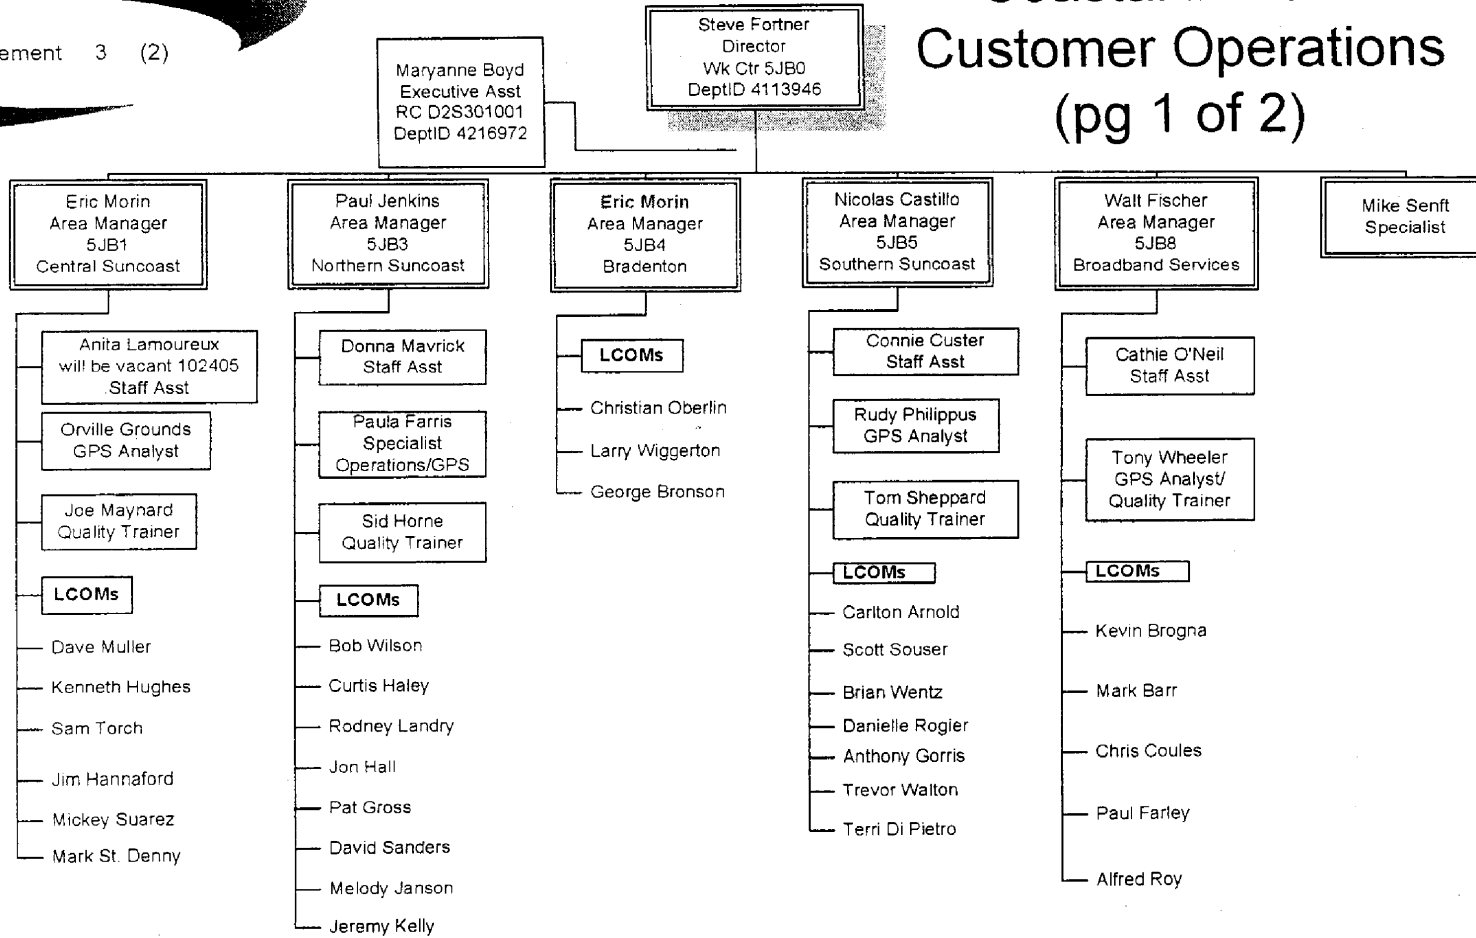 Customer Operations
(pg 1 of 2)
3 (2)
Steve Fortner
Director
Wk Ctr 5JB0
DeptID 4113946
Maryanne Boyd
Executive Asst
RC D2S301001
DeptID 4216972
Eric Morin
Area Manager
5JB1
Central Suncoast
Anita Lamoureux
will be vacant 102405
Staff Asst
Orville Grounds
GPS Analyst
Joe Maynard
Quality Trainer
LCOMs
Dave Muller
Kenneth Hughes
Sam Torch
Jim Hannaford
Mickey Suarez
Mark St. Denny
Paul Jenkins
Area Manager
5JB3
Northern Suncoast
Donna Mavrick
Staff Asst
Paula Farris
Specialist
Operations/GPS
Sid Horne
Quality Trainer
LCOMs
Bob Wilson
Curtis Haley
Rodney Landry
Jon Hall
Pat Gross
David Sanders
Melody Janson
Jeremy Kelly
Eric Morin
Area Manager
5JB4
Bradenton
LCOMs
Christian Oberlin
Larry Wiggerton
George Bronson
Nicolas Castillo
Area Manager
5JB5
Southern Suncoast
Connie Custer
Staff Asst
Rudy Philippus
GPS Analyst
Tom Sheppard
Quality Trainer
LCOMs
Carlton Arnold
Scott Souser
Brian Wentz
Danielle Rogier
Anthony Gorris
Trevor Walton
Terri Di Pietro
Walt Fischer
Area Manager
5JB8
Broadband Services
Cathie O'Neil
Staff Asst
Tony Wheeler
GPS Analyst/
Quality Trainer
LCOMs
Kevin Brogna
Mark Barr
Chris Coules
Paul Farley
Alfred Roy
Mike Senft
Specialist